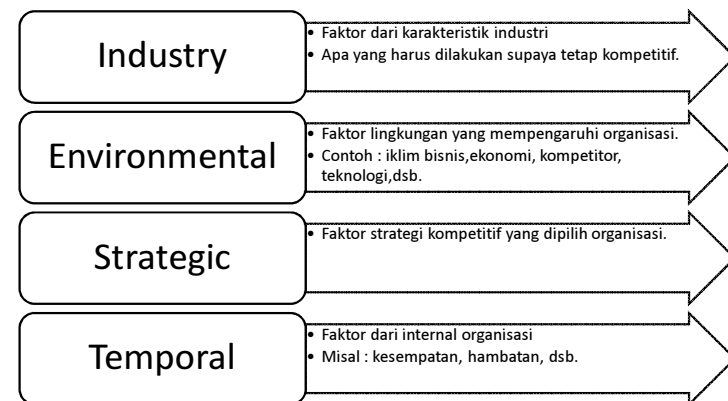 Industry
• Faktor dari karakteristik industri
• Apa yang harus dilakukan supaya tetap kompetitif.
Environmental
• Faktor lingkungan yang mempengaruhi organisasi.
• Contoh : iklim bisnis,ekonomi, kompetitor,
teknologi,dsb.
Strategic
• Faktor strategi kompetitif yang dipilih organisasi.
Temporal
• Faktor dari internal organisasi
• Misal : kesempatan, hambatan, dsb.